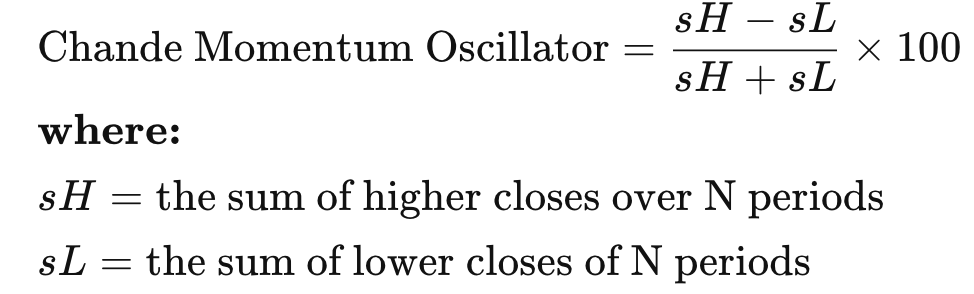 Chande Momentum Oscillator = \frac{sH − sL}{sH + sL} × 100
where:
sH = the sum of higher closes over N periods
sL = the sum of lower closes of N periods